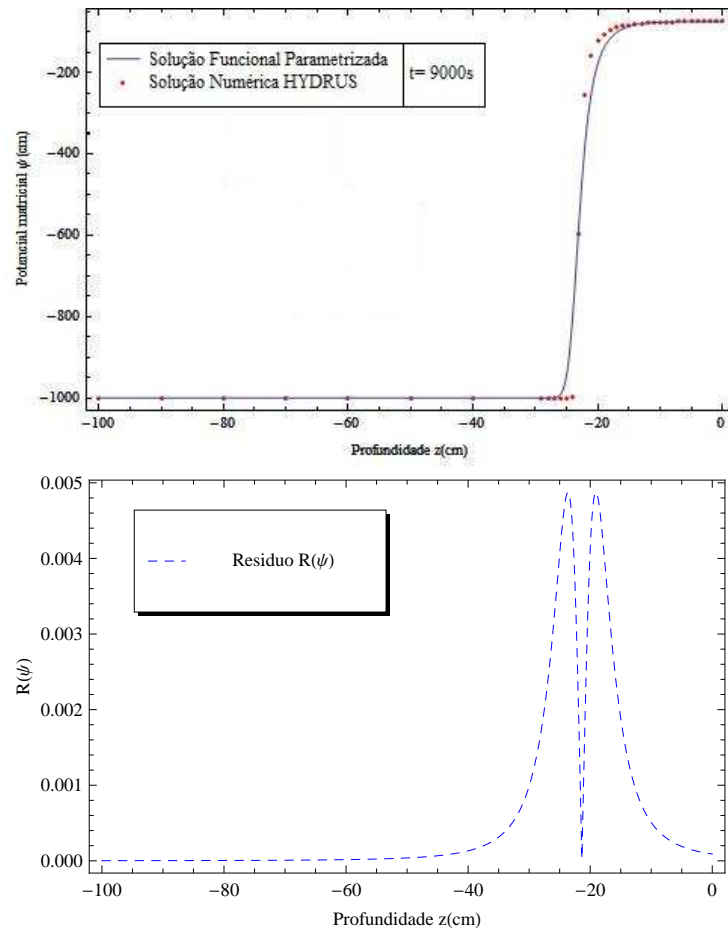 Solução Funcional Parametrizada
Solução Numérica HYDRUS
t= 9000s
Potencial matricial ψ (cm)
−200
−400
−600
−800
−1000
−100
−80
−60
−40
−20
0
Profundidade z(cm)
Residuo R(ψ)
R(ψ)
0.005
0.004
0.003
0.002
0.001
0.000
−100
−80
−60
−40
−20
0
Profundidade z(cm)